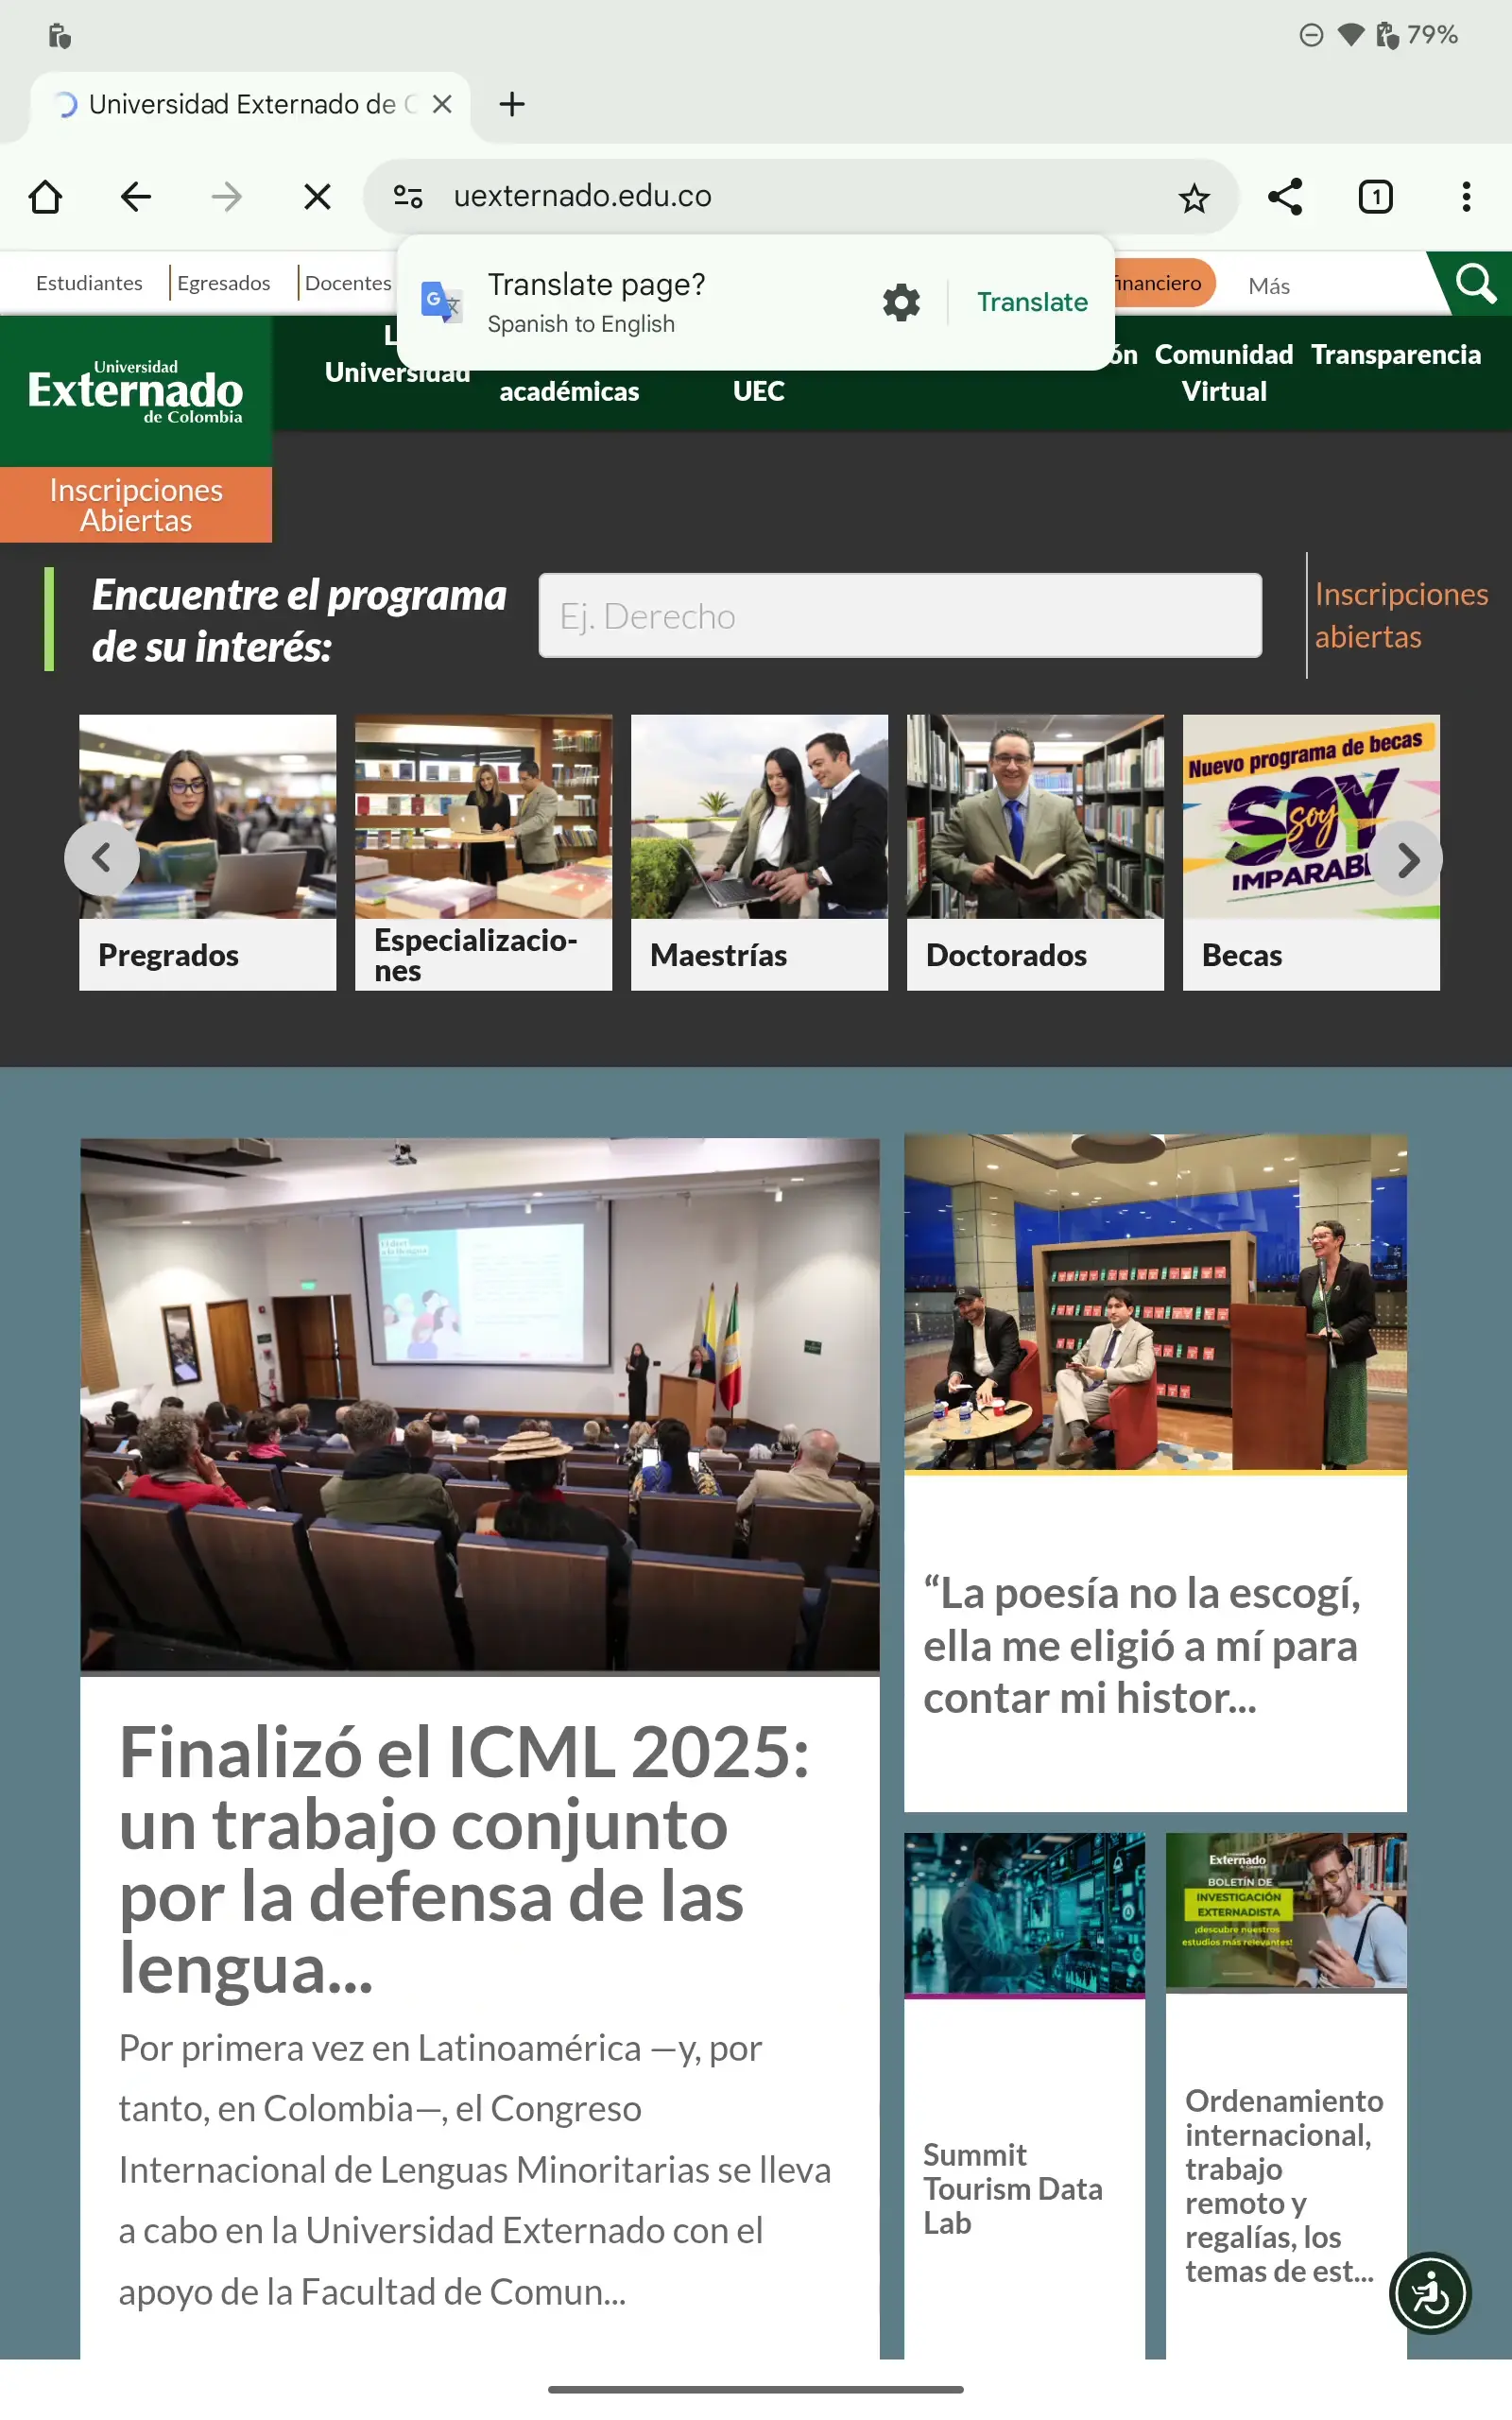 79%
Universidad Externado de C
uexternado.edu.co
1
Estudiantes
Egresados
Docentes
Translate page?
Spanish to English
Translate
Más
Universidad
Externado
de Colombia
Universidad
académicas
UEC
Comunidad
Virtual
Transparencia
Inscripciones
Abiertas
Encuentre el programa
de su interés:
Ej. Derecho
Inscripciones
abiertas
Nuevo programa de becas
SOY
soy
Pregrados
Especializacio-
nes
Maestrías
Doctorados
Becas
“La poesía no la escogí,
ella me eligió a mí para
contar mi histor...
Finalizó el ICML 2025:
un trabajo conjunto
por la defensa de las
lengua...
Por primera vez en Latinoamérica —y, por
tanto, en Colombia—, el Congreso
Internacional de Lenguas Minoritarias se lleva
a cabo en la Universidad Externado con el
apoyo de la Facultad de Comun...
Summit
Tourism Data
Lab
Externado
BOLETÍN DE
INVESTIGACIÓN
EXTERNADISTA
¡descubre nuestros
estudios más relevantes!
Ordenamiento
internacional,
trabajo
remoto y
regalías, los
temas de est...